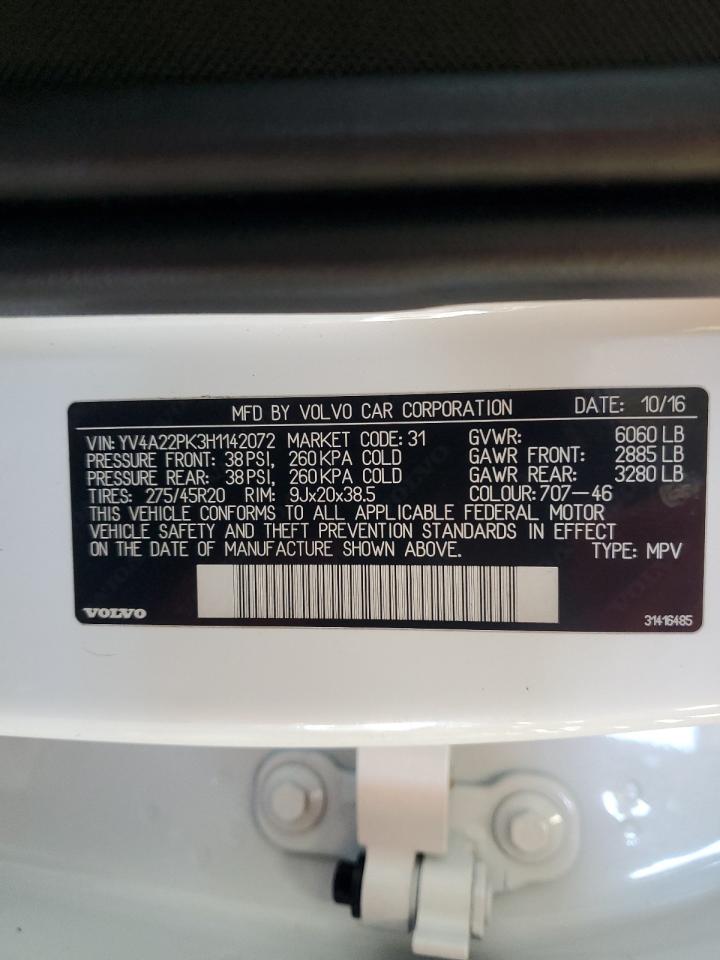 MFD BY VOLVO CAR CORPORATION DATE: 10/16
VIN: YV4A22PK3H1142072 MARKET CODE: 31 GVWR: 6060 LB
PRESSURE FRONT: 38 PSI, 260 KPA COLD GAWR FRONT: 2885 LB
PRESSURE REAR: 38 PSI, 260 KPA COLD GAWR REAR: 3280 LB
TIRES: 275/45R20 RIM: 9Jx20x38.5 COLOUR: 707-46
THIS VEHICLE CONFORMS TO ALL APPLICABLE FEDERAL MOTOR
VEHICLE SAFETY AND THEFT PREVENTION STANDARDS IN EFFECT
ON THE DATE OF MANUFACTURE SHOWN ABOVE. TYPE: MPV
VOLVO
31416485